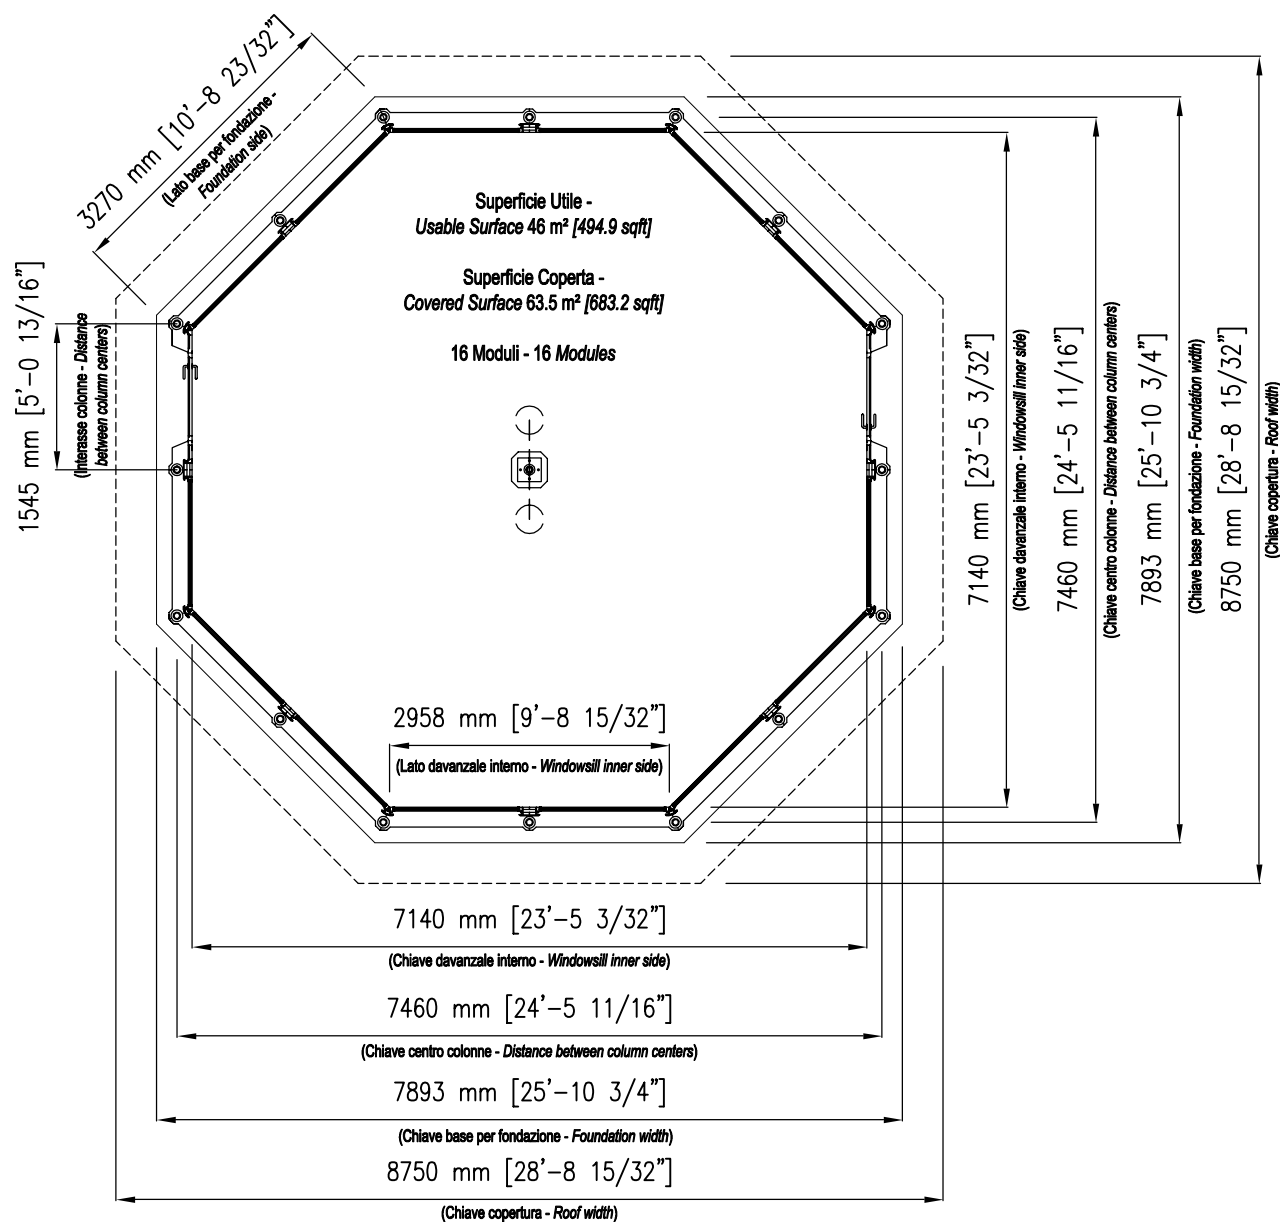 3270 mm [10'-8 23/32"]
(Lato base per fondazione -
Foundation side)
Superficie Utile -
Usable Surface 46 m² [494.9 sqft]
Superficie Coperta -
Covered Surface 63.5 m² [683.2 sqft]
16 Moduli - 16 Modules
1545 mm [5'-0 13/16"]
(Interasse colonne - Distance
between column centers)
7140 mm [23'-5 3/32"]
(Chiave davanzale interno - Windowsill inner side)
7460 mm [24'-5 11/16"]
(Chiave centro colonne - Distance between column centers)
7893 mm [25'-10 3/4"]
(Chiave base per fondazione - Foundation width)
8750 mm [28'-8 15/32"]
(Chiave copertura - Roof width)
2958 mm [9'-8 15/32"]
(Lato davanzale interno - Windowsill inner side)
7140 mm [23'-5 3/32"]
(Chiave davanzale interno - Windowsill inner side)
7460 mm [24'-5 11/16"]
(Chiave centro colonne - Distance between column centers)
7893 mm [25'-10 3/4"]
(Chiave base per fondazione - Foundation width)
8750 mm [28'-8 15/32"]
(Chiave copertura - Roof width)